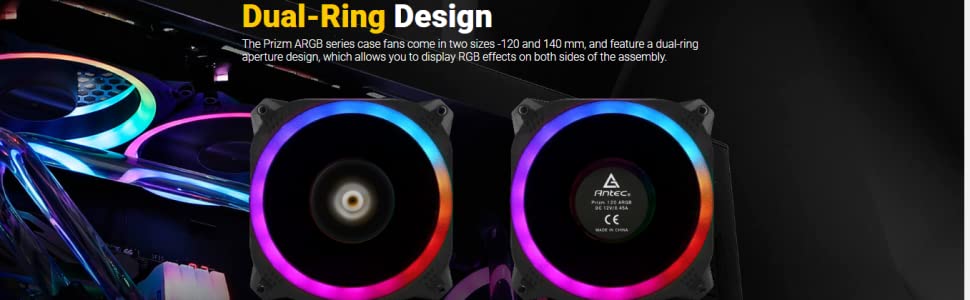 Dual-Ring Design
The Prizm ARGB series case fans come in two sizes -120 and 140 mm, and feature a dual-ring
aperture design, which allows you to display RGB effects on both sides of the assembly.
Antec
Prizm 120 ARGB
DC 12V/0.45A
CE
MADE IN CHINA